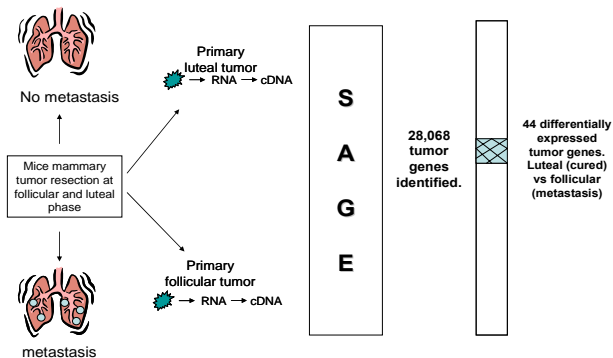 No metastasis
Mice mammary
tumor resection at
follicular and luteal
phase
metastasis
Primary
luteal tumor
RNA → cDNA
Primary
follicular tumor
RNA → cDNA
S
A
G
E
28,068
tumor
genes
identified.
44 differentially
expressed
tumor genes.
Luteal (cured)
vs follicular
(metastasis)